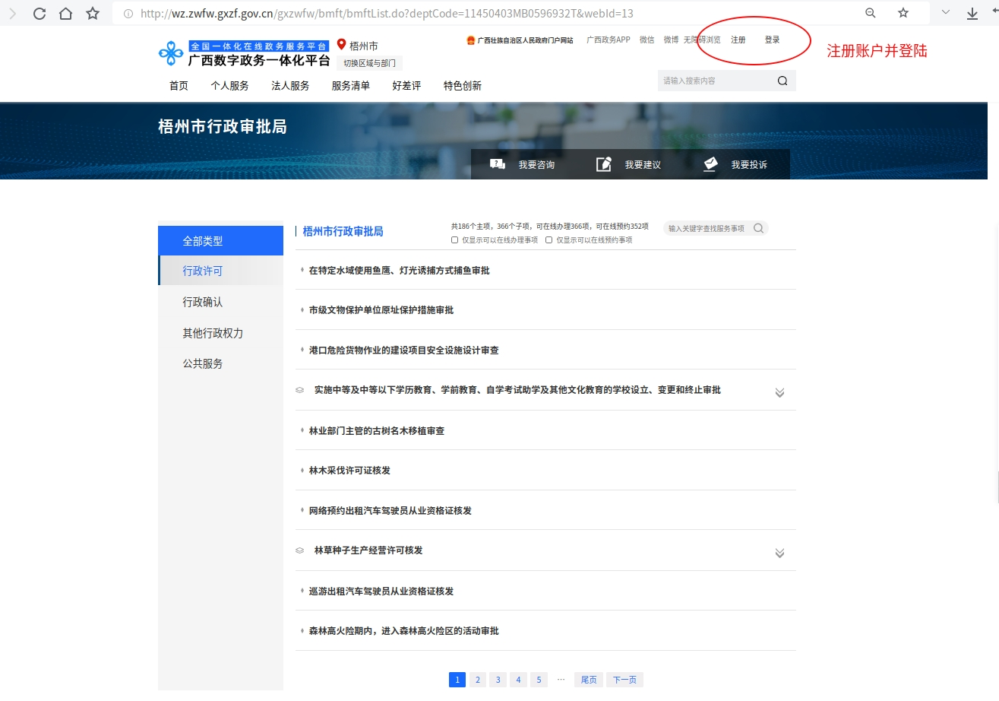 http://wz.zwfw.gxzf.gov.cn/gxzwfw/bmft/bmftList.do?deptCode=11450403MB0596932T&webId=13
全国一体化在线政务服务平台
广西数字政务一体化平台
梧州市
切换区域与部门
广西壮族自治区人民政府门户网站 广西政务APP 微信 微博 无障碍浏览 注册 登录
注册账户并登陆
首页 个人服务 法人服务 服务清单 好差评 特色创新
请输入搜索内容
梧州市行政审批局
我要咨询 我要建议 我要投诉
全部类型
行政许可
行政确认
其他行政权力
公共服务
梧州市行政审批局
共186个主项，366个子项，可在线办理366项，可在线预约352项
仅显示可以在线办理事项 仅显示可以在线预约事项
输入关键字查找服务事项
在特定水域使用鱼鹰、灯光诱捕方式捕鱼审批
市级文物保护单位原址保护措施审批
港口危险货物作业的建设项目安全设施设计审查
实施中等及中等以下学历教育、学前教育、自学考试助学及其他文化教育的学校设立、变更和终止审批
林业部门主管的古树名木移植审查
林木采伐许可证核发
网络预约出租汽车驾驶员从业资格证核发
林草种子生产经营许可核发
巡游出租汽车驾驶员从业资格证核发
森林高火险期内，进入森林高火险区的活动审批
1 2 3 4 5 ··· 尾页 下一页